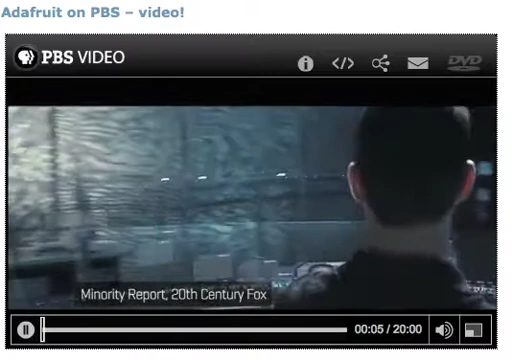 Adafruit on PBS – video!
PBS VIDEO
DVD
Minority Report, 20th Century Fox
00:05 / 20:00